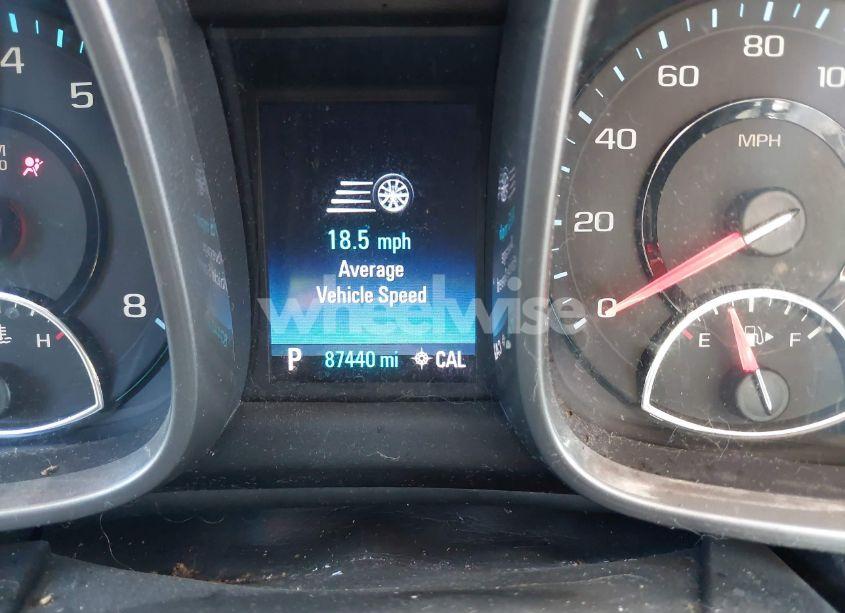 4
5
8
H
18.5 mph
Average
Vehicle Speed
P 87440 mi CAL
wheelwise
0
20
40
60
80
MPH
E
F